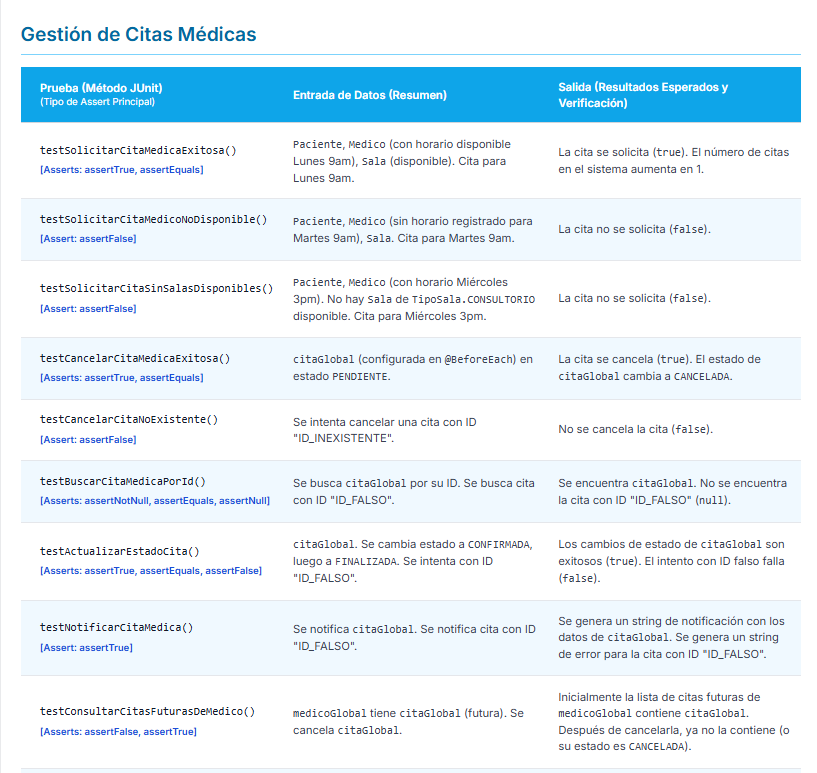 Gestión de Citas Médicas
Prueba (Método JUnit)
(Tipo de Assert Principal)
Entrada de Datos (Resumen)
Salida (Resultados Esperados y
Verificación)
testSolicitarCitaMedicaExitosa()
[Asserts: assertTrue, assertEquals]
Paciente, Medico (con horario disponible
Lunes 9am), Sala (disponible). Cita para
Lunes 9am.
La cita se solicita (true). El número de citas
en el sistema aumenta en 1.
testSolicitarCitaMedicoNoDisponible()
[Assert: assertFalse]
Paciente, Medico (sin horario registrado para
Martes 9am), Sala. Cita para Martes 9am.
La cita no se solicita (false).
testSolicitarCitaSinSalasDisponibles()
[Assert: assertFalse]
Paciente, Medico (con horario Miércoles
3pm). No hay Sala de TipoSala.CONSULTORIO
disponible. Cita para Miércoles 3pm.
La cita no se solicita (false).
testCancelarCitaMedicaExitosa()
[Asserts: assertTrue, assertEquals]
citaGlobal (configurada en @BeforeEach) en
estado PENDIENTE.
La cita se cancela (true). El estado de
citaGlobal cambia a CANCELADA.
testCancelarCitaNoExistente()
[Assert: assertFalse]
Se intenta cancelar una cita con ID
"ID_INEXISTENTE".
No se cancela la cita (false).
testBuscarCitaMedicaPorId()
[Asserts: assertNotNull, assertEquals, assertNull]
Se busca citaGlobal por su ID. Se busca cita
con ID "ID_FALSO".
Se encuentra citaGlobal. No se encuentra
la cita con ID "ID_FALSO" (null).
testActualizarEstadoCita()
[Asserts: assertTrue, assertEquals, assertFalse]
citaGlobal. Se cambia estado a CONFIRMADA,
luego a FINALIZADA. Se intenta con ID
"ID_FALSO".
Los cambios de estado de citaGlobal son
exitosos (true). El intento con ID falso falla
(false).
testNotificarCitaMedica()
[Assert: assertTrue]
Se notifica citaGlobal. Se notifica cita con ID
"ID_FALSO".
Se genera un string de notificación con los
datos de citaGlobal. Se genera un string
de error para la cita con ID "ID_FALSO".
testConsultarCitasFuturasDeMedico()
[Asserts: assertFalse, assertTrue]
medicoGlobal tiene citaGlobal (futura). Se
cancela citaGlobal.
Inicialmente la lista de citas futuras de
medicoGlobal contiene citaGlobal.
Después de cancelarla, ya no la contiene (o
su estado es CANCELADA).